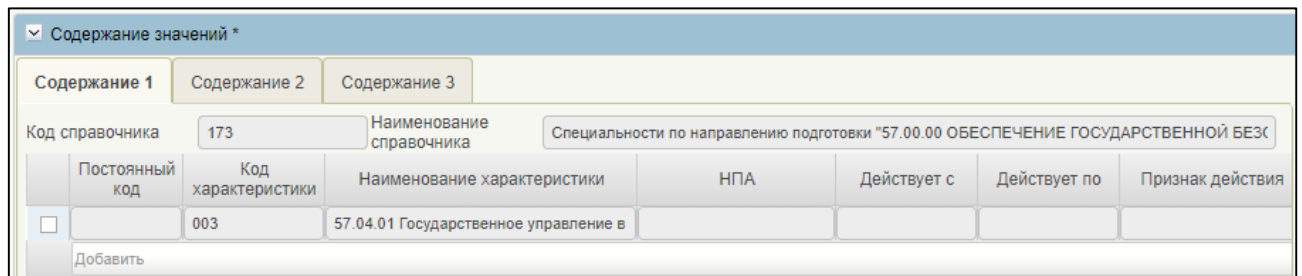 Содержание значений *
Содержание 1 Содержание 2 Содержание 3
Код справочника 173 Наименование справочника Специальности по направлению подготовки "57.00.00 ОБЕСПЕЧЕНИЕ ГОСУДАРСТВЕННОЙ БЕЗО
Постоянный код Код характеристики Наименование характеристики НПА Действует с Действует по Признак действия
003 57.04.01 Государственное управление в
Добавить